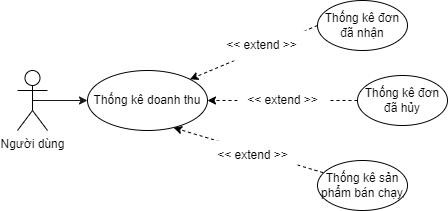 Thống kê đơn
đã nhận
<< extend >>
Thống kê doanh thu
<< extend >>
Thống kê đơn
đã hủy
Người dùng
<< extend >>
Thống kê sản
phẩm bán chạy